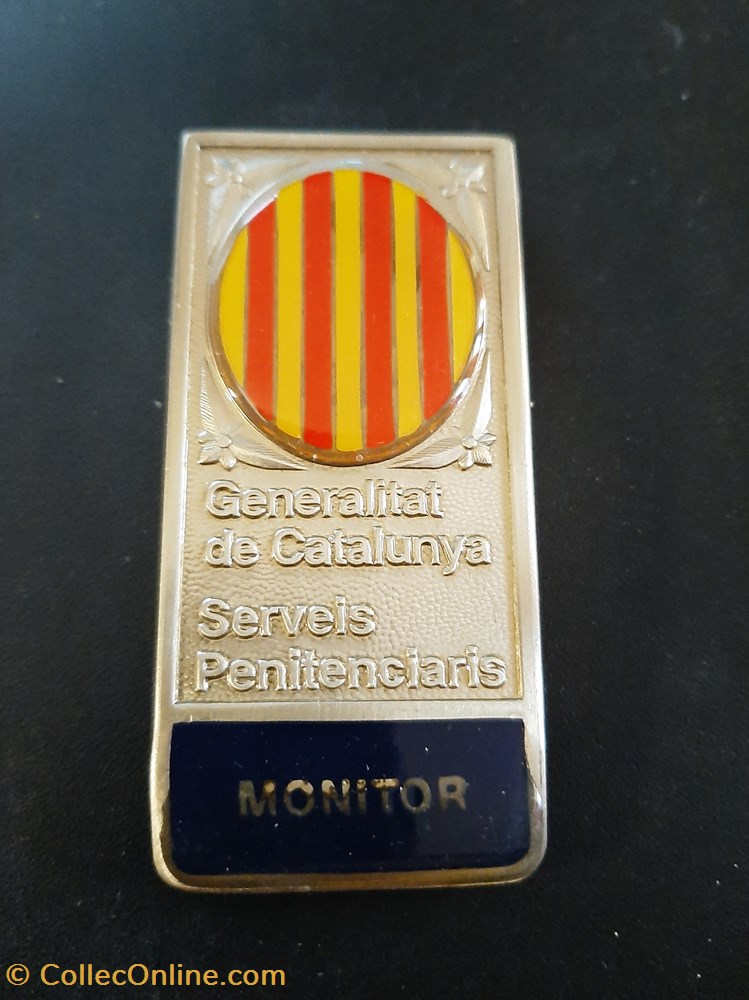 Generalitat
de Catalunya
Serveis
Penitenciaris
MONITOR
© CollecOnline.com